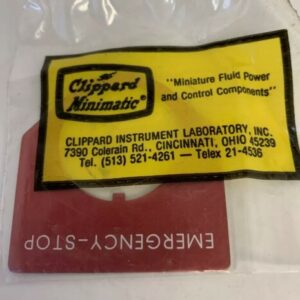 Clippard
Minimatic®
"Miniature Fluid Power
and Control Components"
CLIPPARD INSTRUMENT LABORATORY, INC.
7390 Colerain Rd., CINCINNATI, OHIO 45239
Tel. (513) 521-4261 — Telex 21-4536
EMERGENCY-STOP